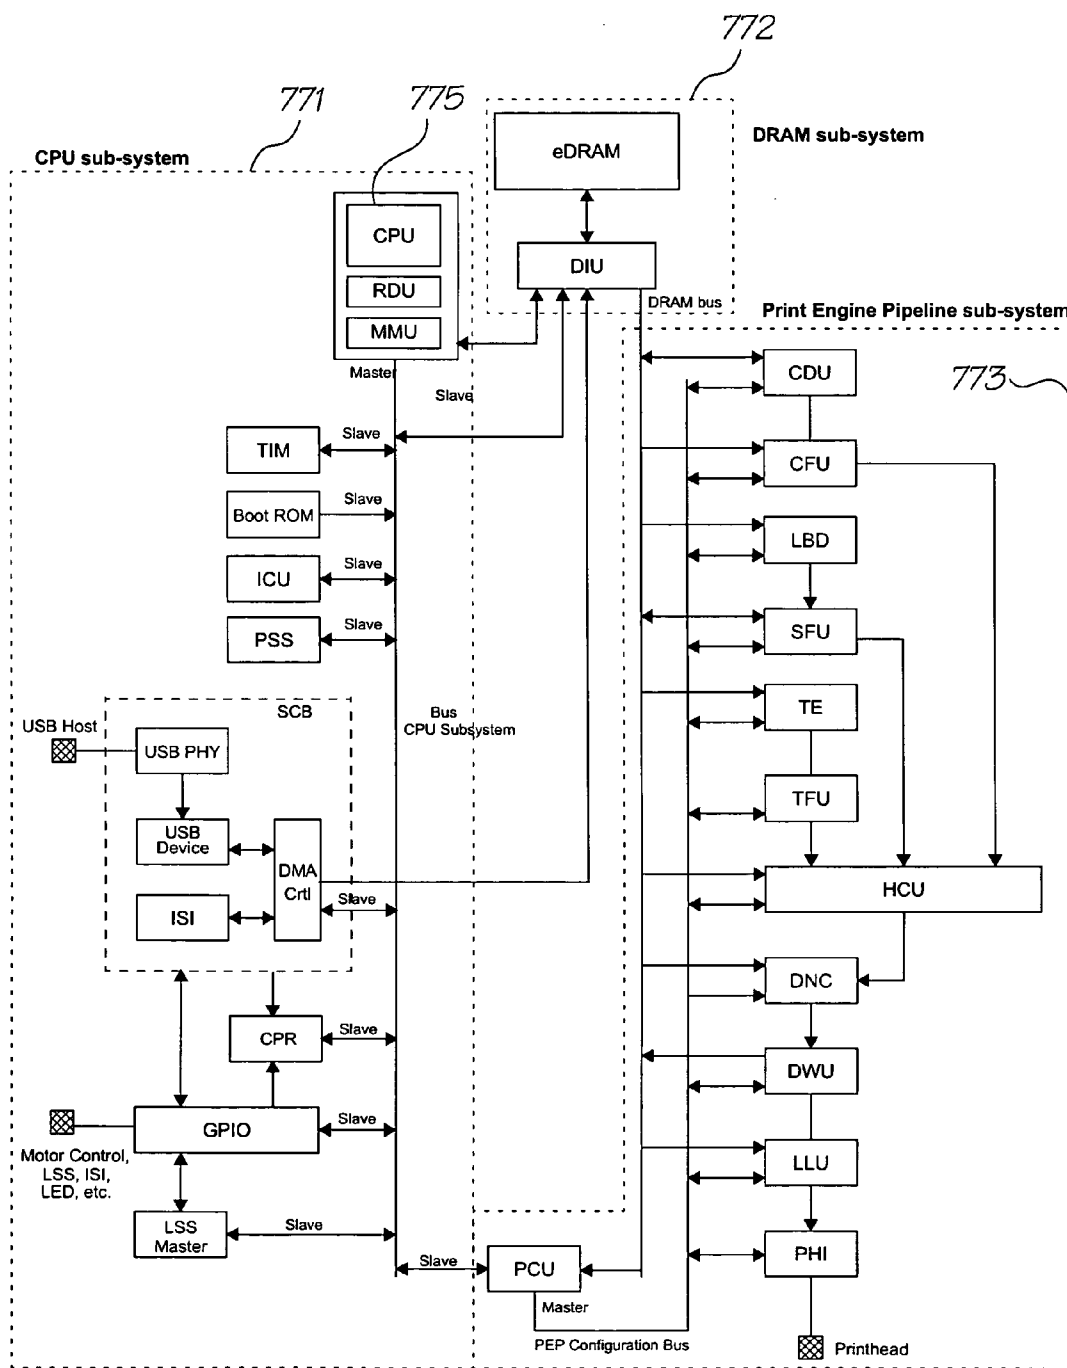 772
771
775
DRAM sub-system
CPU sub-system
eDRAM
CPU
DIU
RDU
DRAM bus
Print Engine Pipeline sub-system
MMU
Master
Slave
CDU
773
TIM
Slave
CFU
Boot ROM
Slave
LBD
ICU
Slave
PSS
Slave
SFU
SCB
TE
USB Host
Bus
CPU Subsystem
USB PHY
TFU
USB
Device
DMA
Crtl
HCU
ISI
Slave
DNC
CPR
Slave
DWU
GPIO
Slave
Motor Control,
LSS, ISI,
LED, etc.
LLU
LSS
Master
Slave
PHI
Slave
PCU
Master
PEP Configuration Bus
Printhead